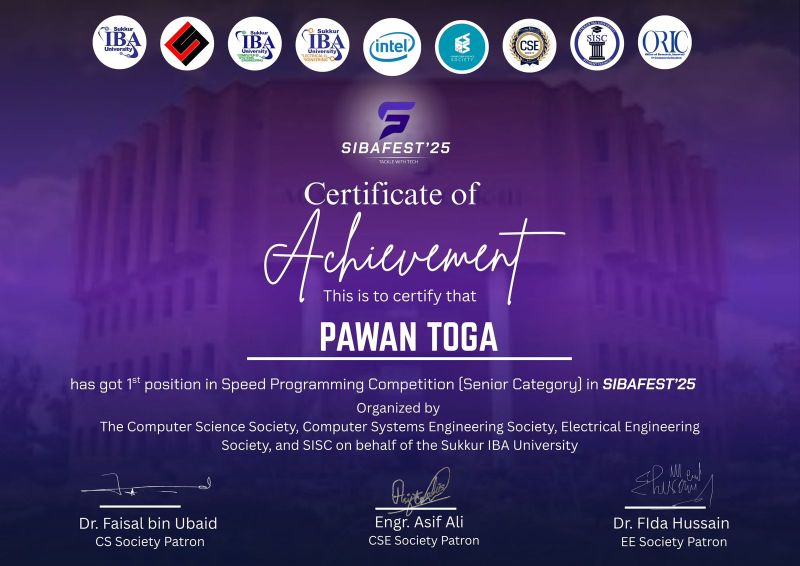 Sukkur IBA University
Sukkur IBA University
Sukkur IBA University
ELECTRICAL ENGINEERING
intel
SOCIETY
CSE
SISC
ORIC
SIBAFEST'25
TACKLE WITH TECH
Certificate of
Achievement
This is to certify that
PAWAN TOGA
has got 1st position in Speed Programming Competition (Senior Category) in SIBAFEST'25
Organized by
The Computer Science Society, Computer Systems Engineering Society, Electrical Engineering
Society, and SISC on behalf of the Sukkur IBA University
Dr. Faisal bin Ubaid
CS Society Patron
Engr. Asif Ali
CSE Society Patron
Dr. FIda Hussain
EE Society Patron